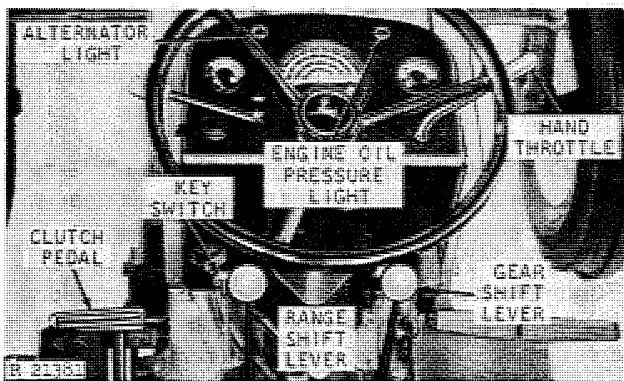 ALTERNATOR
LIGHT
HAND
THROTTLE
ENGINE OIL
PRESSURE
LIGHT
KEY
SWITCH
CLUTCH
PEDAL
GEAR
SHIFT
LEVER
RANGE
SHIFT
LEVER